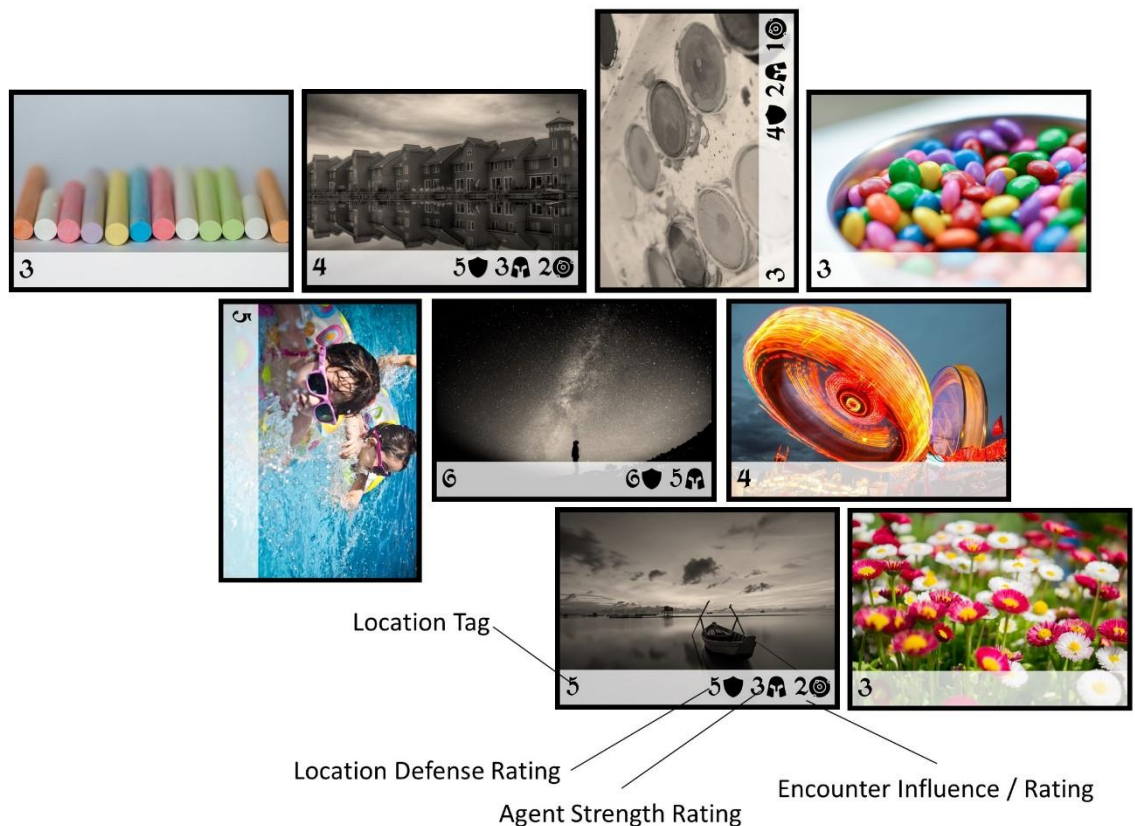 4 2 1
3
3
4
5 3 2
3
5
6
6 5
4
5
5 3 2
3
Location Tag
Location Defense Rating
Agent Strength Rating
Encounter Influence / Rating